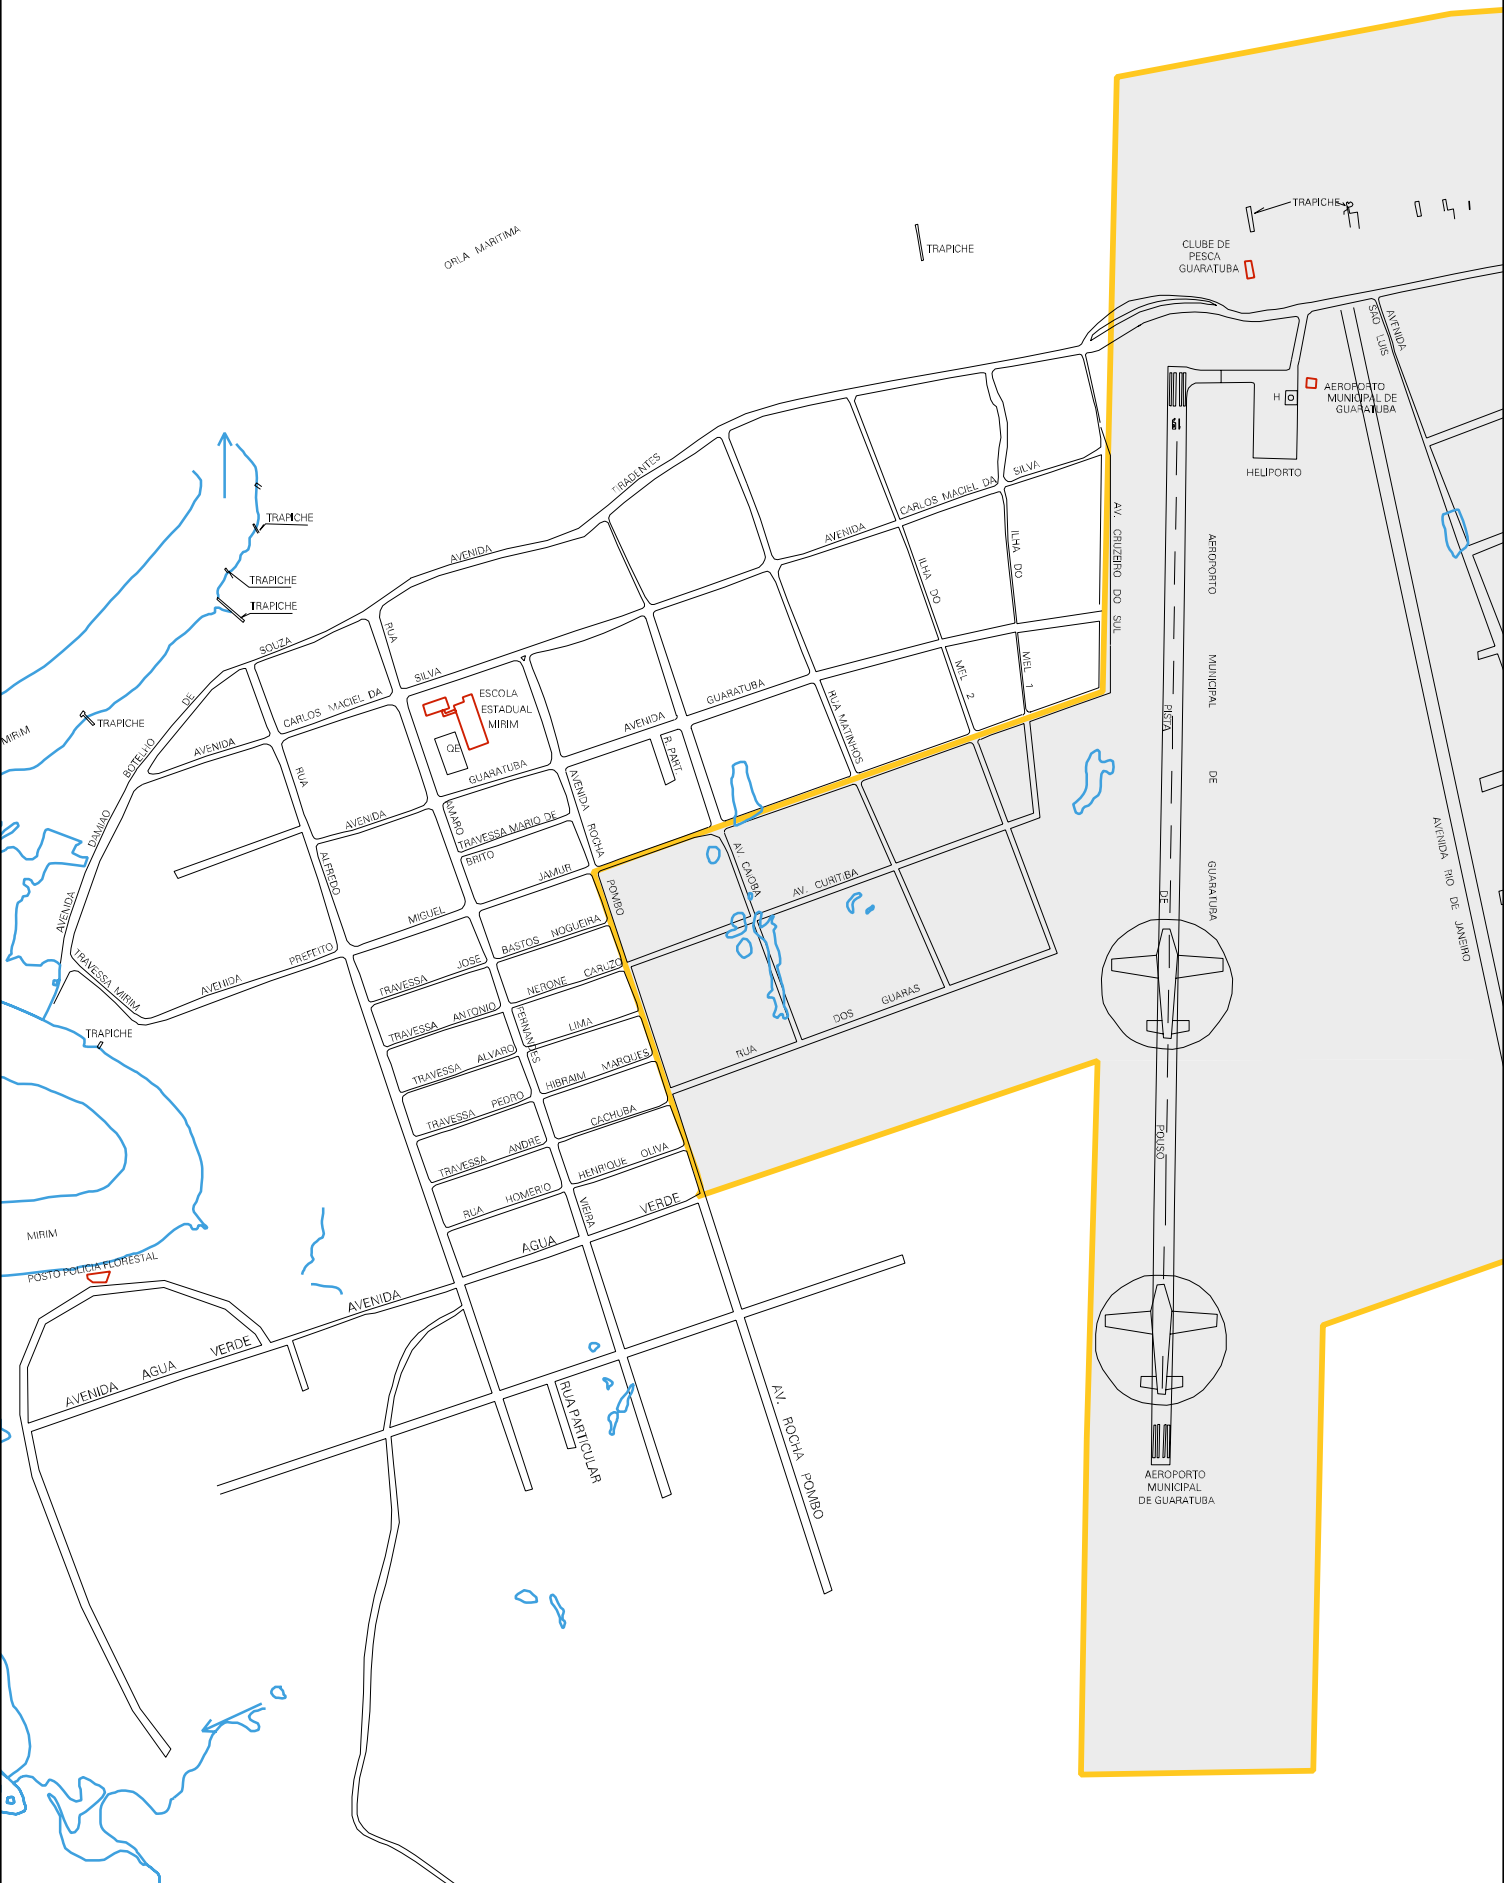 TRAPICHE
CLUBE DE
PESCA
GUARATUBA
ORLA MARITIMA
TRAPICHE
AVENIDA
SAO LUIS
AEROPORTO
MUNICIPAL DE
GUARATUBA
H
HELIPORTO
TIRADENTES
AVENIDA
SILVA
CARLOS MACIEL DA
AVENIDA
TRAPICHE
TRAPICHE
TRAPICHE
ILHA DO
ILHA DO
AV. CRUZEIRO DO SUL
AEROPORTO MUNICIPAL DE GUARATUBA
SOUZA
RUA
DE
SILVA
CARLOS MACIEL DA
AVENIDA
ESCOLA
ESTADUAL
MIRIM
QE
GUARATUBA
AVENIDA
MEL 2
MEL 1
RUA MATINHOS
MIRIM
TRAPICHE
BOTELHO
DAMIAO
AVENIDA
RUA
ALFREDO
AVENIDA
GUARATUBA
AMARO
TRAVESSA MARIO DE
BRITO
JAMUR
AVENIDA ROCHA
POMBO
R. PART.
PISTA
DE
POUSO
AV. CAIOBA
AV. CURITIBA
AVENIDA RIO DE JANEIRO
MIGUEL
PREFEITO
AVENIDA
TRAVESSA MIRIM
TRAPICHE
BASTOS NOGUEIRA
TRAVESSA JOSE
NERONE CARUZO
TRAVESSA ANTONIO
FERNANDES
LIMA
TRAVESSA ALVARO
HIBRAIM MARQUES
TRAVESSA PEDRO
CACHUBA
TRAVESSA ANDRE
HENRIQUE OLIVA
RUA HOMERIO
VIEIRA
VERDE
AGUA
AVENIDA
RUA DOS GUARAS
MIRIM
POSTO POLICIA FLORESTAL
AVENIDA AGUA VERDE
RUA PARTICULAR
AV. ROCHA POMBO
AEROPORTO
MUNICIPAL
DE GUARATUBA